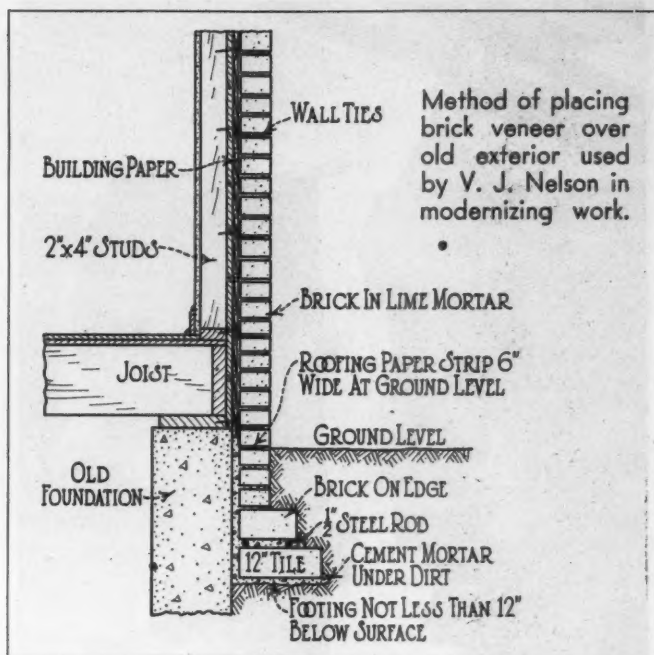 Method of placing
brick veneer over
old exterior used
by V. J. Nelson in
modernizing work.
WALL TIES
BUILDING PAPER
2"x4" STUDS
BRICK IN LIME MORTAR
JOIST
ROOFING PAPER STRIP 6"
WIDE AT GROUND LEVEL
GROUND LEVEL
OLD
FOUNDATION
BRICK ON EDGE
1/2" STEEL ROD
12" TILE
CEMENT MORTAR
UNDER DIRT
FOOTING NOT LESS THAN 12"
BELOW SURFACE